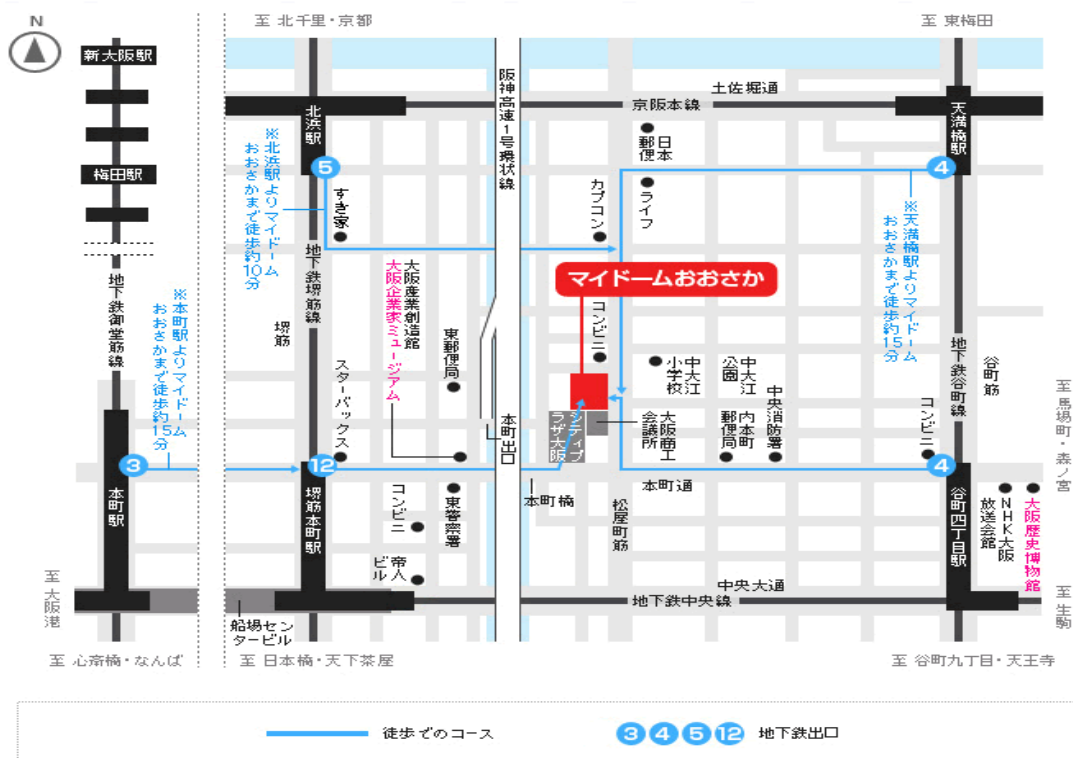 N
至 北千里・京都
至 東梅田
新大阪駅
梅田駅
北浜駅
阪神高速1号環状線
土佐堀通
京阪本線
天満橋駅
日本
郵便
ライフ
カプコン
5
4
すき家
※北浜駅よりマイドーム
おおさかまで徒歩約10分
※天満橋駅よりマイドーム
おおさかまで徒歩約15分
マイドームおおさか
地下鉄御堂筋線
※本町駅よりマイドーム
おおさかまで徒歩約15分
堺筋
地下鉄堺筋線
大阪産業創造館
大阪企業家ミュージアム
東郵便局
コンビニ
中大江
小学校
中大江
公園
中央消防署
地下鉄谷町線
谷町筋
至 馬場町・森ノ宮
スターバックス
本町出口
シティプ
ラザ大阪
大阪商工
会議所
内本町
郵便局
コンビニ
3
12
4
本町駅
堺筋本町駅
コンビニ
東警察署
本町橋
松屋町筋
本町通
谷町四丁目駅
NHK大阪
放送会館
大阪歴史博物館
帝人
ビル
中央大通
地下鉄中央線
至 大阪港
至 生駒
船場セン
タービル
至 心斎橋・なんば
至 日本橋・天下茶屋
至 谷町九丁目・天王寺
徒歩でのコース
3 4 5 12 地下鉄出口